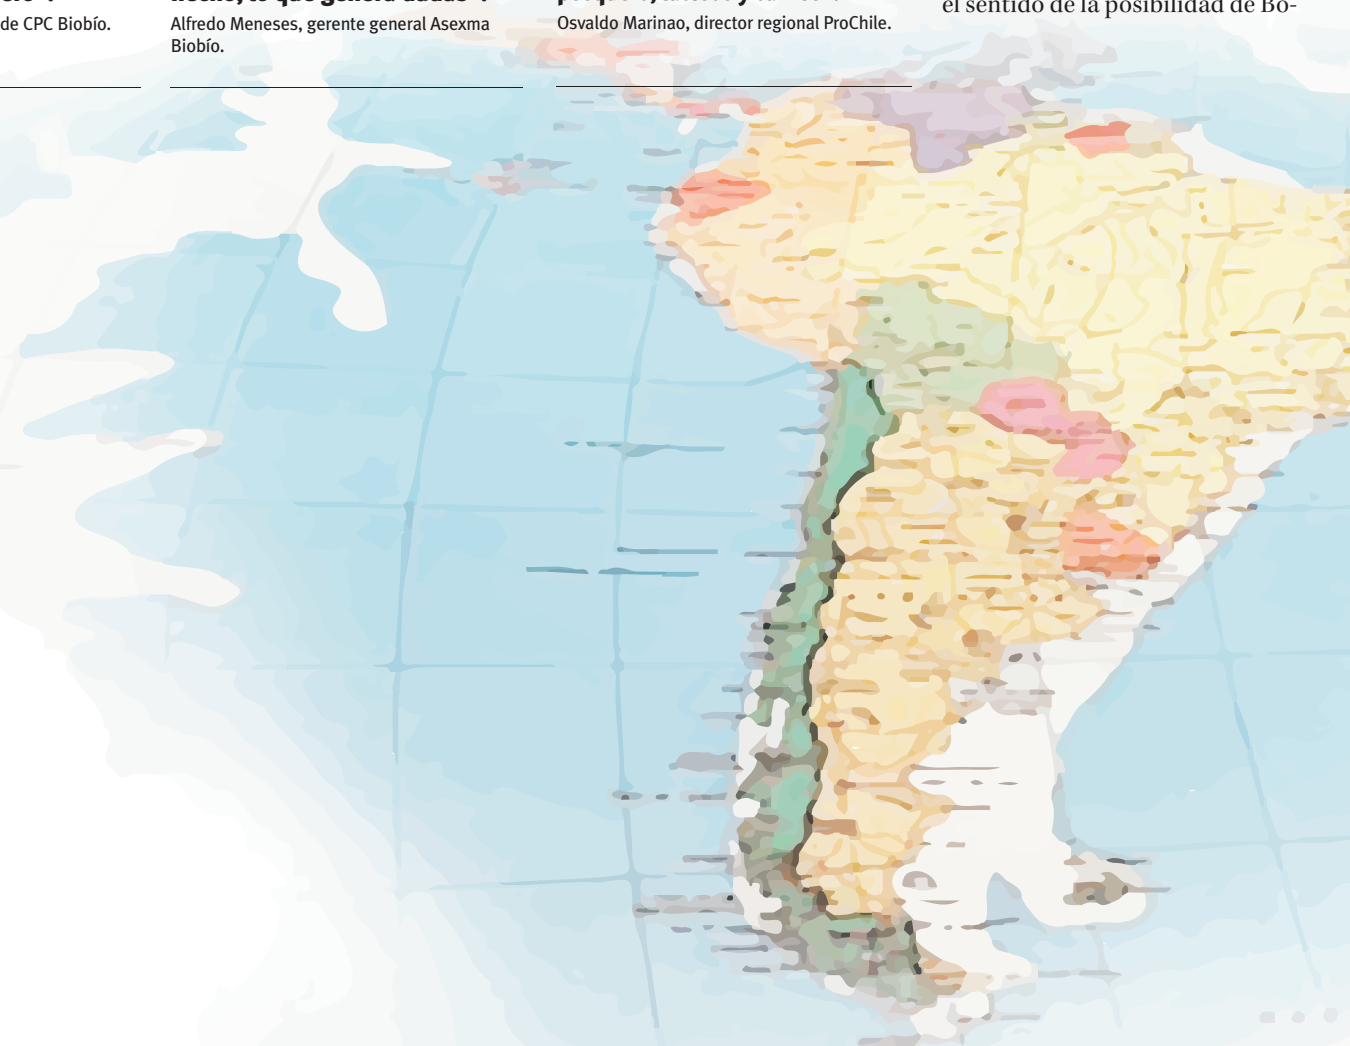 de CPC Biobío.
Alfredo Meneses, gerente general Asexma
Biobío.
Osvaldo Marinao, director regional ProChile.
el sentido de la posibilidad de Bo-